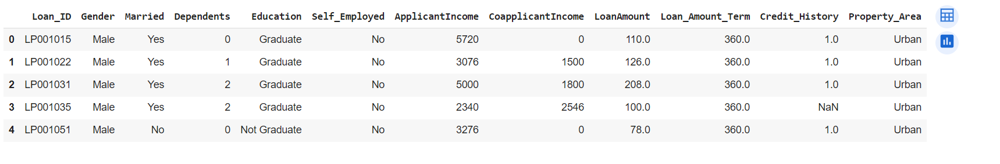 Loan_ID Gender Married Dependents Education Self_Employed ApplicantIncome CoapplicantIncome LoanAmount Loan_Amount_Term Credit_History Property_Area
0 LP001015 Male Yes 0 Graduate No 5720 0 110.0 360.0 1.0 Urban
1 LP001022 Male Yes 1 Graduate No 3076 1500 126.0 360.0 1.0 Urban
2 LP001031 Male Yes 2 Graduate No 5000 1800 208.0 360.0 1.0 Urban
3 LP001035 Male Yes 2 Graduate No 2340 2546 100.0 360.0 NaN Urban
4 LP001051 Male No 0 Not Graduate No 3276 0 78.0 360.0 1.0 Urban